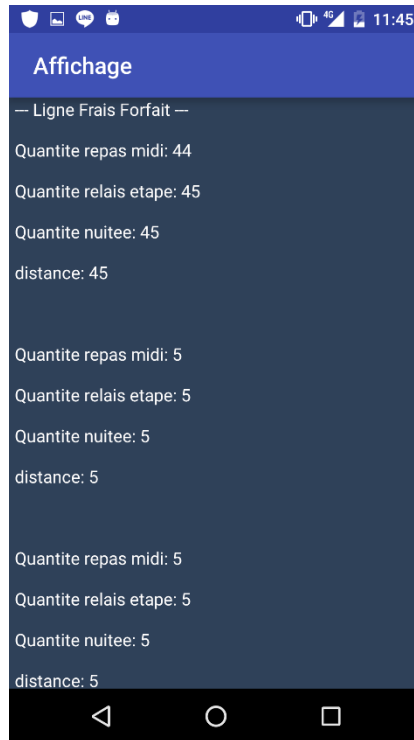 LINE
4G
11:45
Affichage
--- Ligne Frais Forfait ---
Quantite repas midi: 44
Quantite relais etape: 45
Quantite nuitee: 45
distance: 45
Quantite repas midi: 5
Quantite relais etape: 5
Quantite nuitee: 5
distance: 5
Quantite repas midi: 5
Quantite relais etape: 5
Quantite nuitee: 5
distance: 5